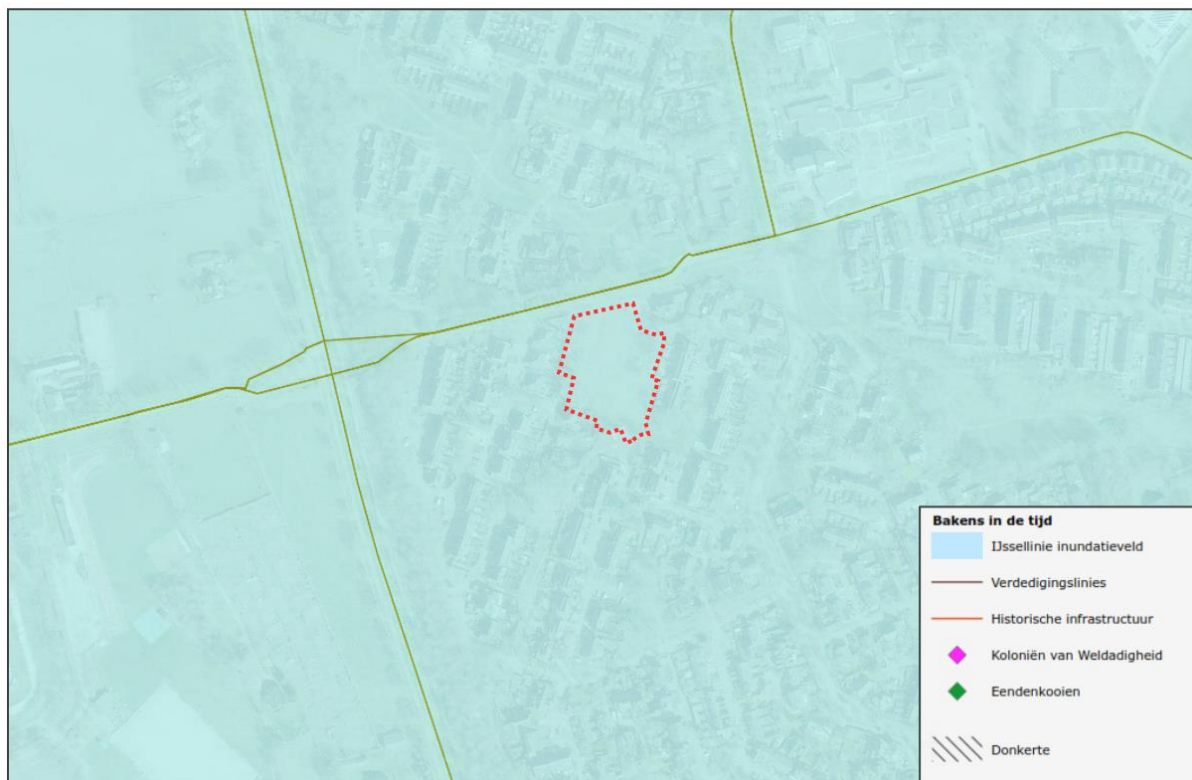 Bakens in de tijd
IJssellinie inundatieveld
Verdedigingslinies
Historische infrastructuur
Koloniën van Weldadigheid
Eendenkooien
Donkerte